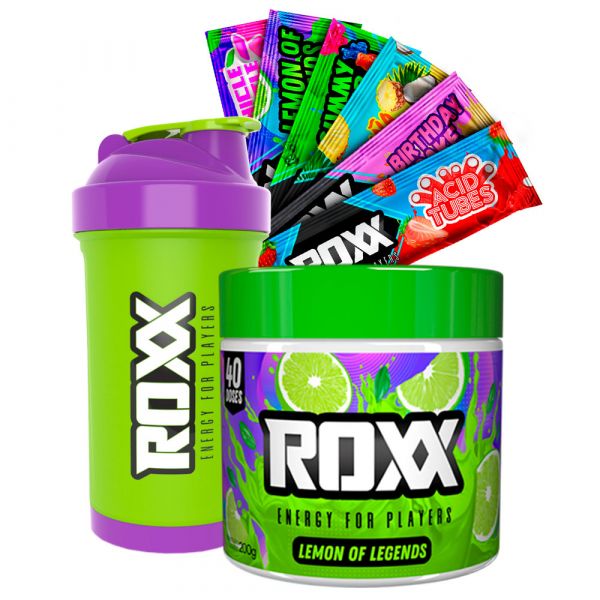 LEMON OF
BIRTHDAY
ACID
TUBES
ROXX
ROXX
ENERGY FOR PLAYERS
40
DOSES
ROXX
ENERGY FOR PLAYERS
LEMON OF LEGENDS
200g